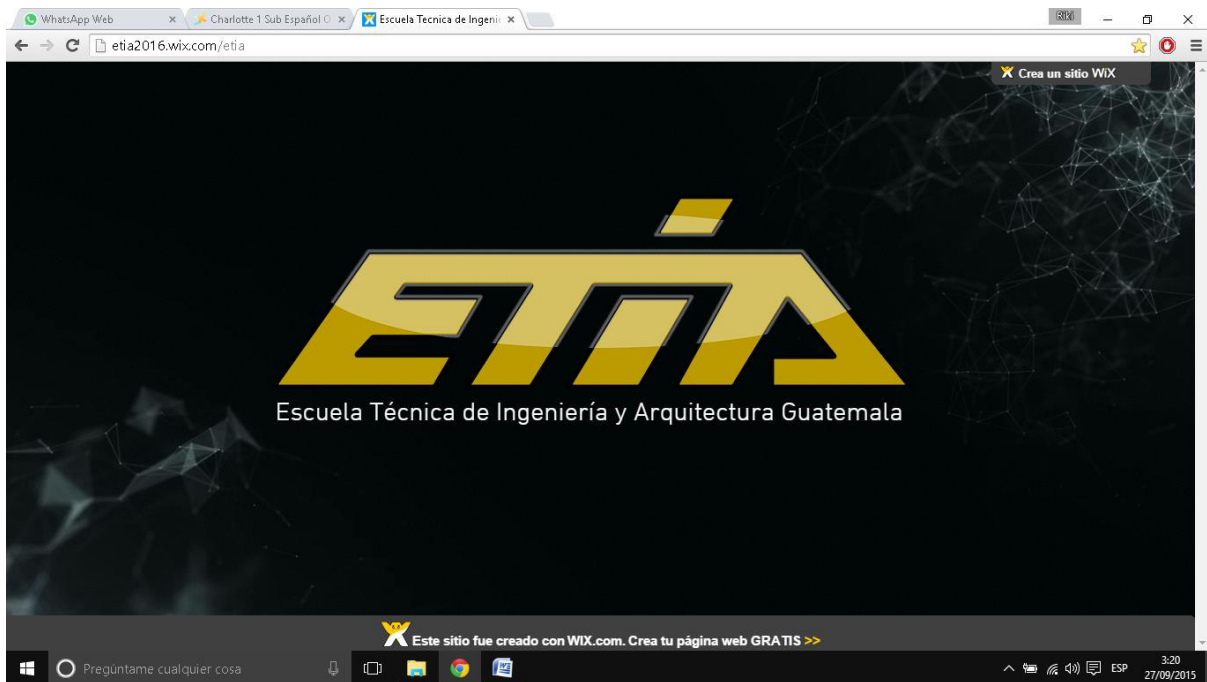 WhatsApp Web
Charlotte 1 Sub Español O
Escuela Tecnica de Ingenie
Riki
etia2016.wix.com/etia
Crea un sitio WiX
ETiA
Escuela Técnica de Ingeniería y Arquitectura Guatemala
Este sitio fue creado con WIX.com. Crea tu página web GRATIS >>
Pregúntame cualquier cosa
ESP
3:20
27/09/2015